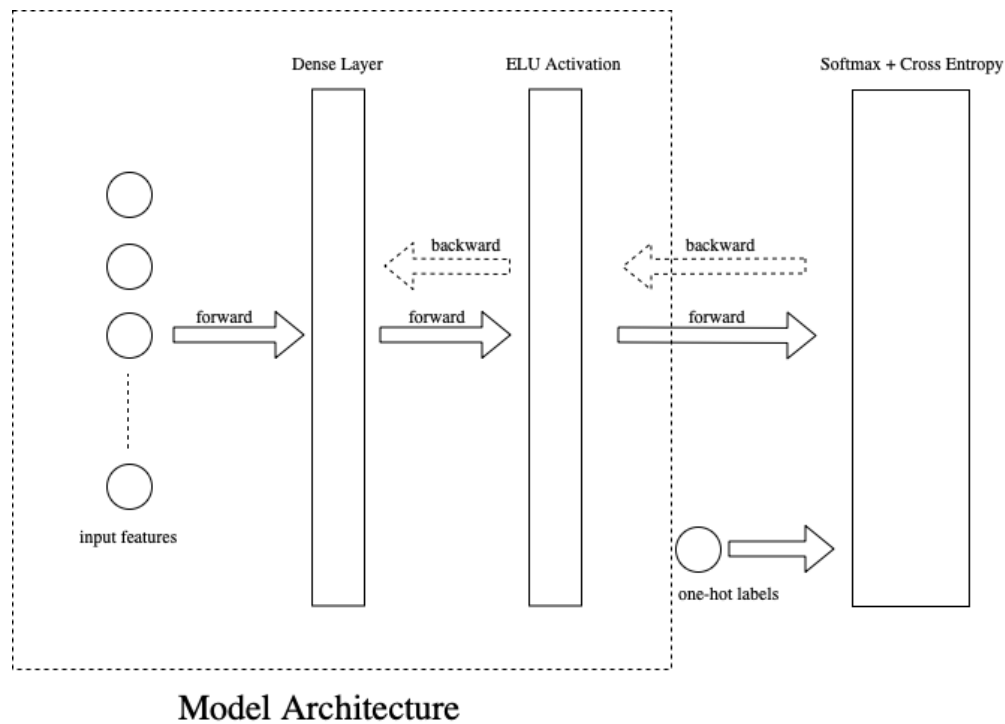 Dense Layer
ELU Activation
Softmax + Cross Entropy
backward
backward
forward
forward
forward
input features
one-hot labels
Model Architecture